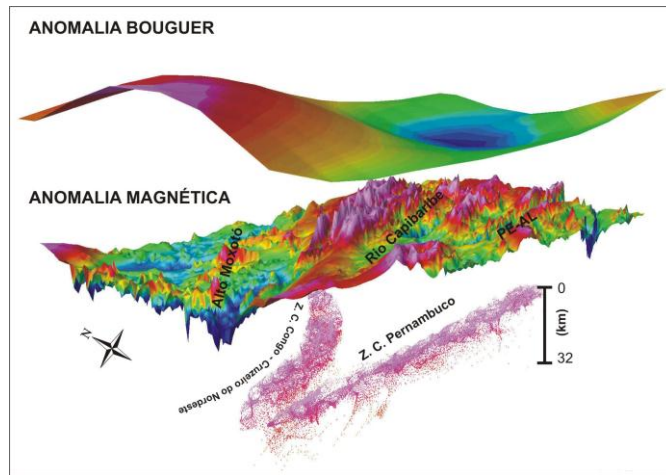 ANOMALIA BOUGUER
ANOMALIA MAGNÉTICA
Alto Moxotó
Rio Capibaribe
PE-AL
Z. C. Congo - Cruzeiro do Nordeste
Z. C. Pernambuco
0
(km)
32
N